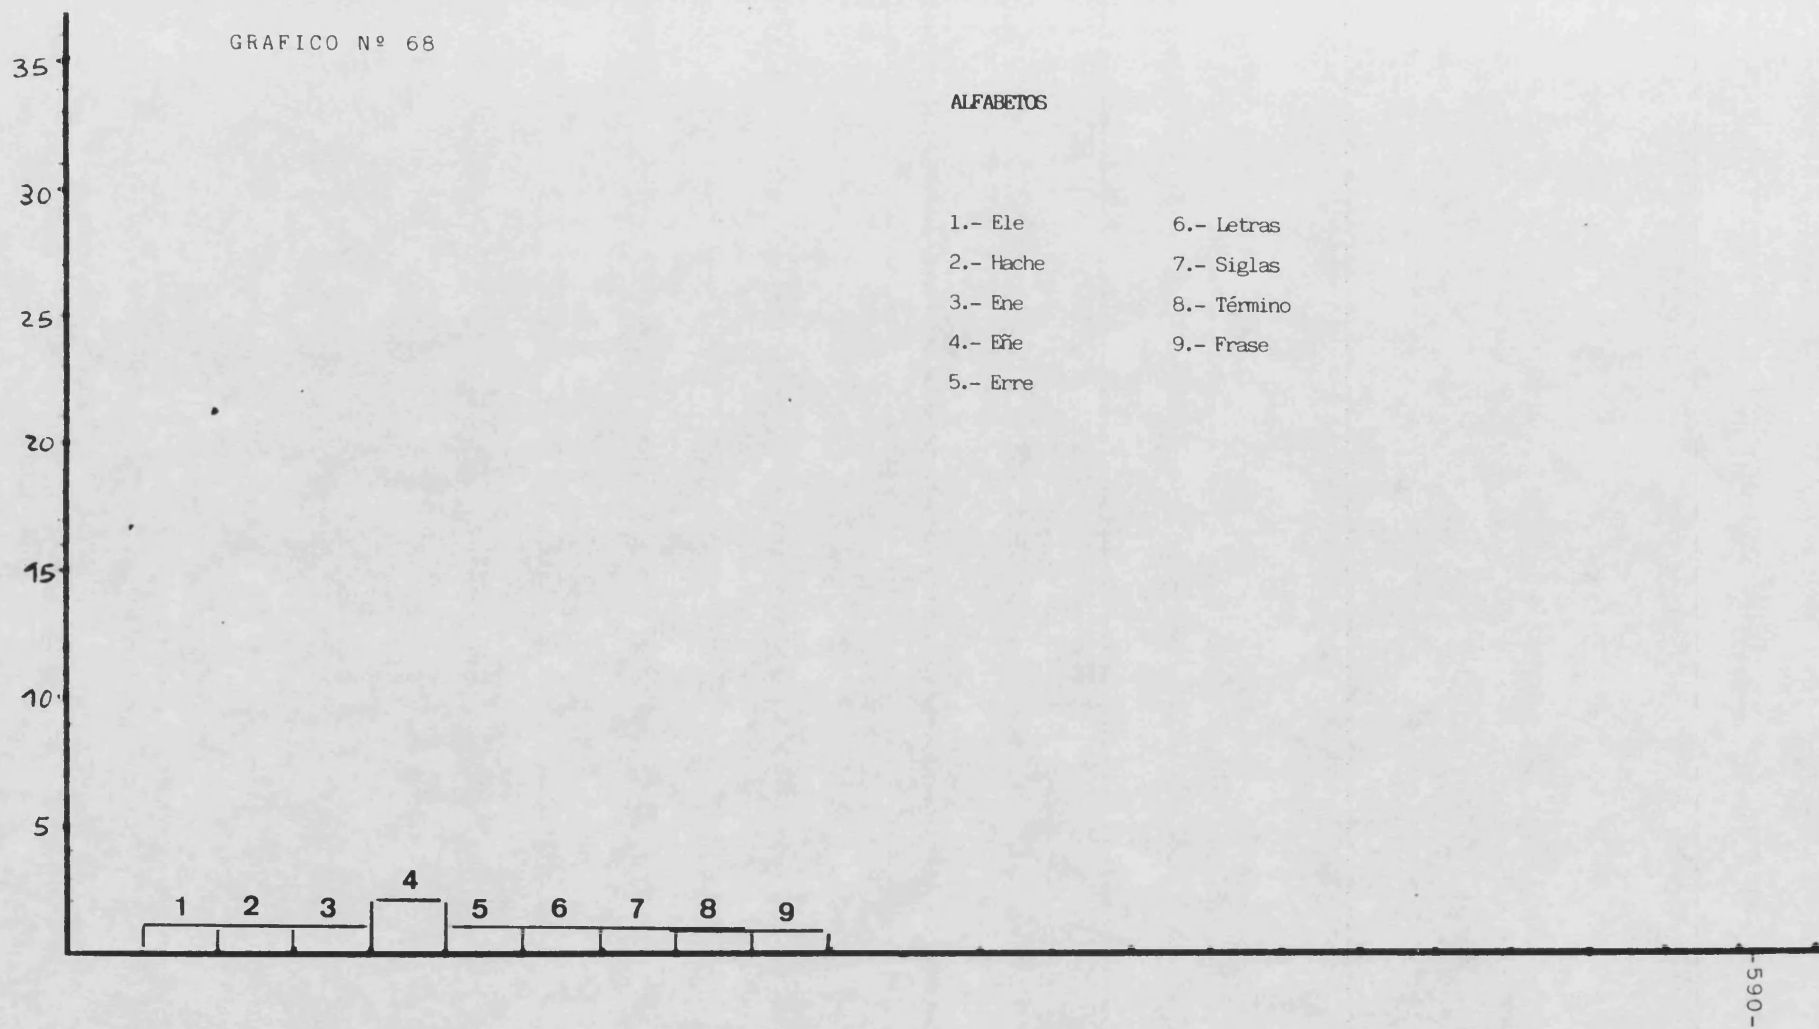 GRAFICO Nº 68
ALFABETOS
1.- Ele
2.- Hache
3.- Ene
4.- Eñe
5.- Erre
6.- Letras
7.- Siglas
8.- Término
9.- Frase
35
30
25
20
15
10
5
1 2 3 4 5 6 7 8 9
-590-